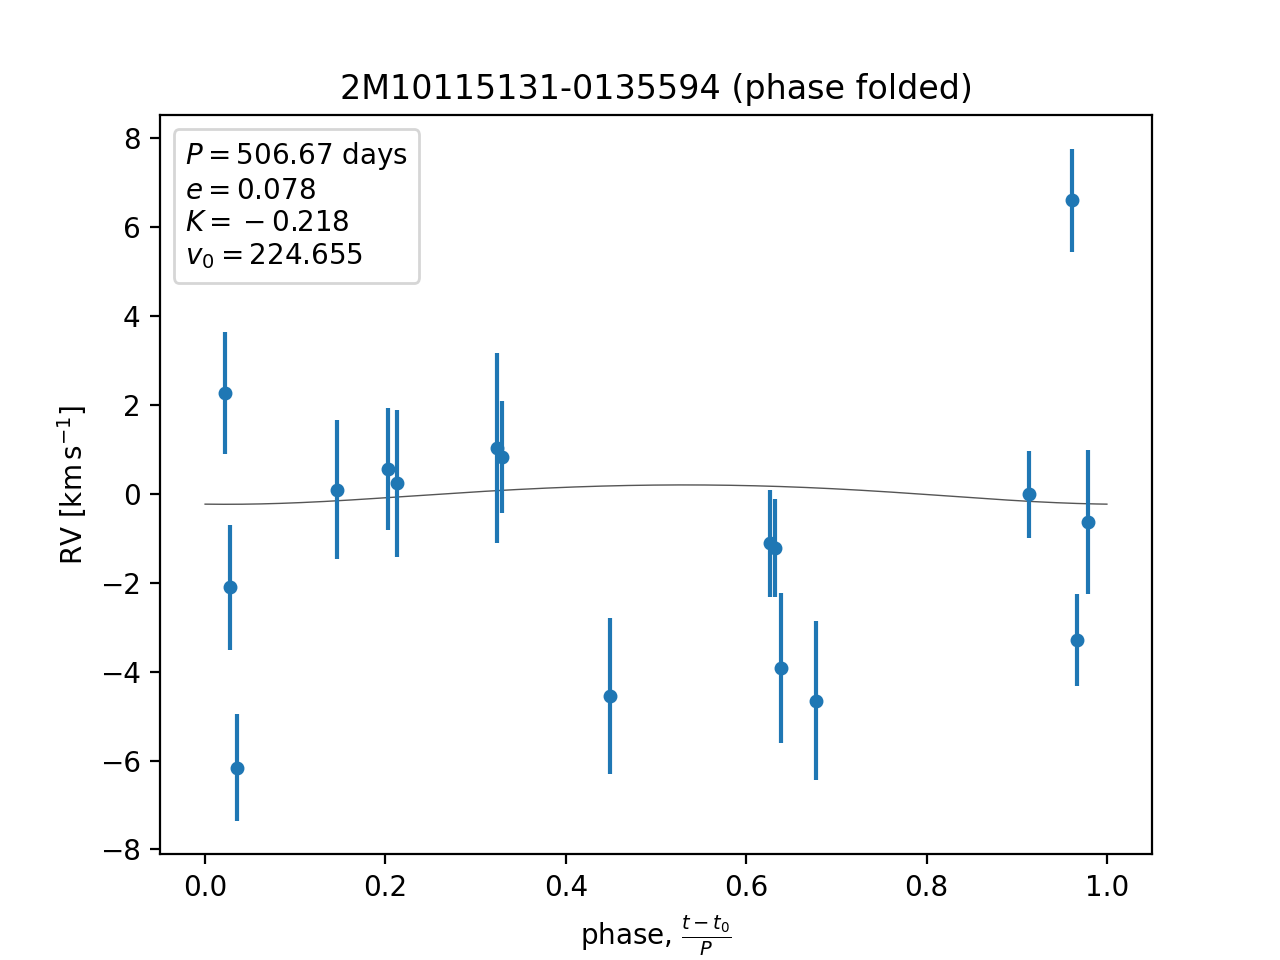 2M10115131-0135594 (phase folded)
P = 506.67 days
e = 0.078
K = −0.218
v₀ = 224.655
8
6
4
2
0
−2
−4
−6
−8
RV [km s⁻¹]
0.0 0.2 0.4 0.6 0.8 1.0
phase, (t − t₀)/P